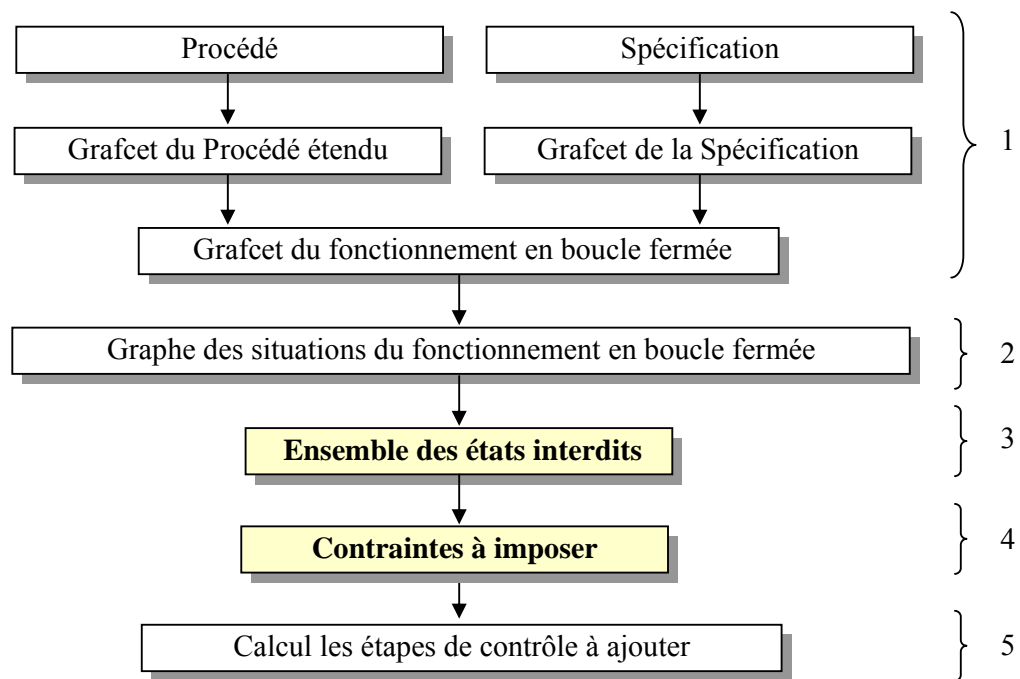 Procédé
Spécification
Grafcet du Procédé étendu
Grafcet de la Spécification
1
Grafcet du fonctionnement en boucle fermée
Graphe des situations du fonctionnement en boucle fermée
2
Ensemble des états interdits
3
Contraintes à imposer
4
Calcul les étapes de contrôle à ajouter
5